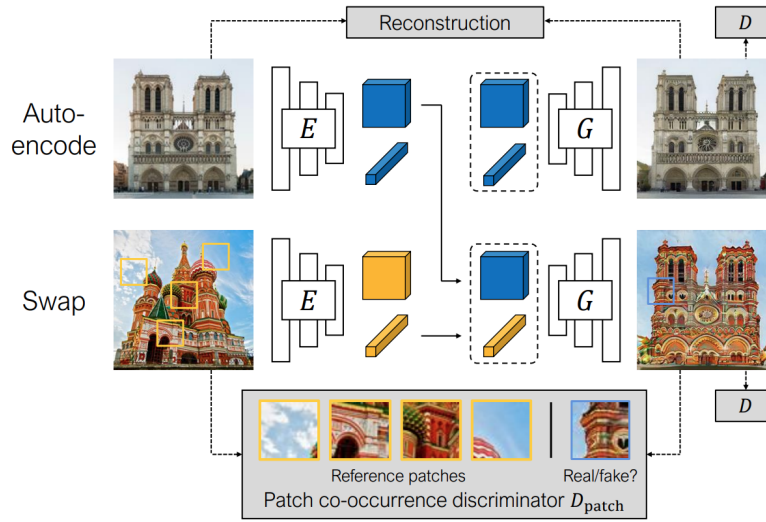 Reconstruction
D
Auto-
encode
E
G
Swap
E
G
D
Reference patches
Real/fake?
Patch co-occurrence discriminator D_patch